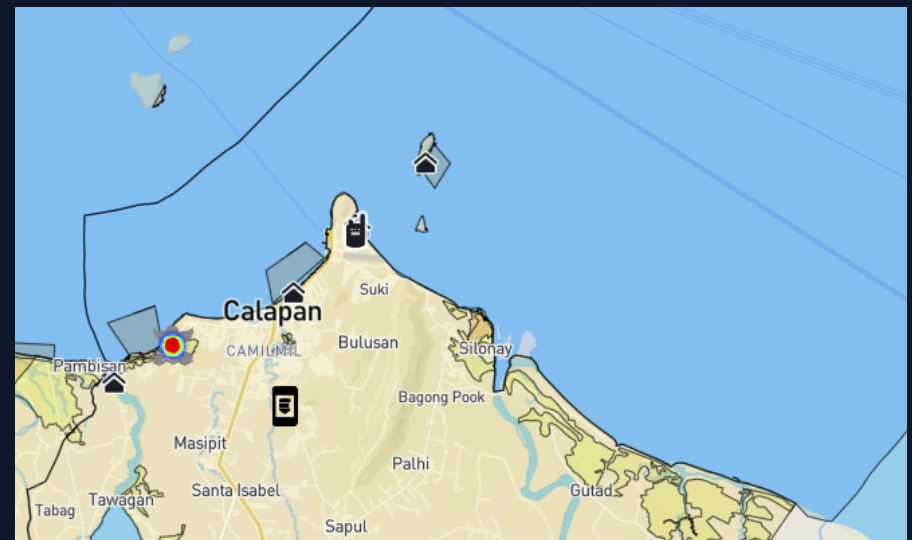 Suki
Calapan
Bulusan
CAMILMIL
Silonay
Pambisan
Bagong Pook
Masipit
Palhi
Santa Isabel
Gutad
Tawagan
Tabag
Sapul